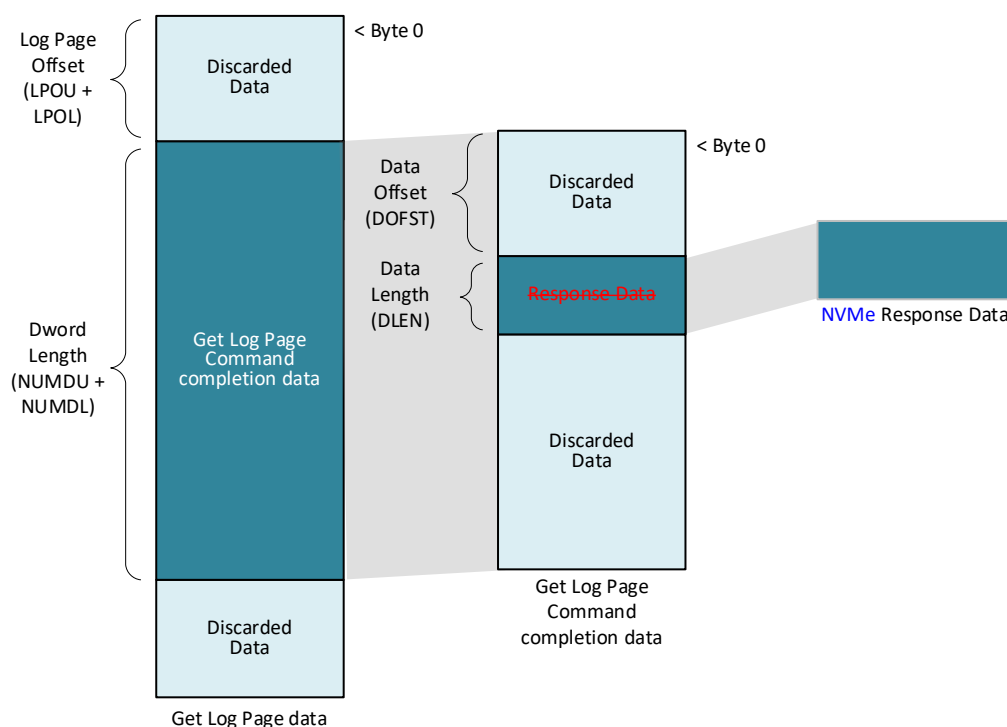 Log Page
Offset
(LPOU +
LPOL)
Discarded
Data
< Byte 0
Dword
Length
(NUMDU +
NUMDL)
Get Log Page
Command
completion data
Discarded
Data
Get Log Page data
Data
Offset
(DOFST)
Discarded
Data
< Byte 0
Data
Length
(DLEN)
Response Data
Discarded
Data
Get Log Page
Command
completion data
NVMe Response Data